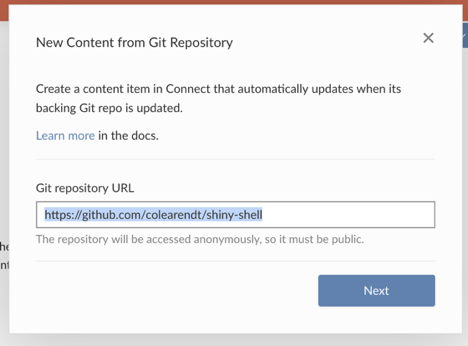 New Content from Git Repository
Create a content item in Connect that automatically updates when its
backing Git repo is updated.
Learn more in the docs.
Git repository URL
https://github.com/colearendt/shiny-shell
The repository will be accessed anonymously, so it must be public.
Next